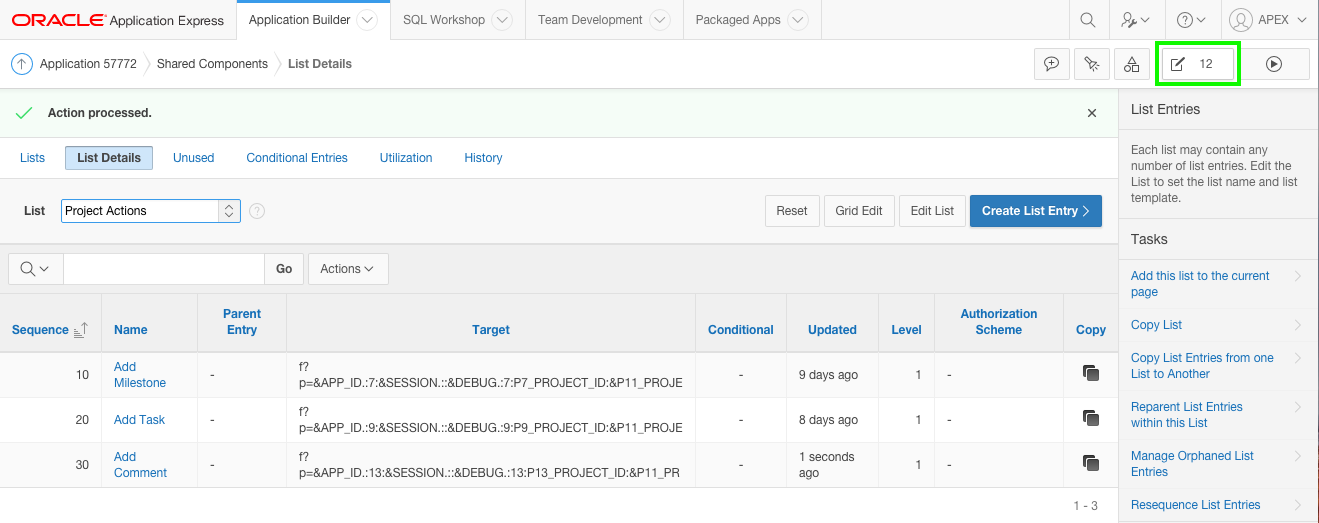 ORACLE Application Express
Application Builder
SQL Workshop
Team Development
Packaged Apps
APEX
Application 57772
Shared Components
List Details
12
Action processed.
Lists
List Details
Unused
Conditional Entries
Utilization
History
List
Project Actions
?
Reset
Grid Edit
Edit List
Create List Entry
Go
Actions
Sequence
Name
Parent
Entry
Target
Conditional
Updated
Level
Authorization
Scheme
Copy
10
Add
Milestone
-
f?
p=&APP_ID.:7:&SESSION.::&DEBUG.:7:P7_PROJECT_ID:&P11_PROJE
-
9 days ago
1
-
20
Add Task
-
f?
p=&APP_ID.:9:&SESSION.::&DEBUG.:9:P9_PROJECT_ID:&P11_PROJE
-
8 days ago
1
-
30
Add
Comment
-
f?
p=&APP_ID.:13:&SESSION.::&DEBUG.:13:P13_PROJECT_ID:&P11_PR
-
1 seconds
ago
1
-
1 - 3
List Entries
Each list may contain any
number of list entries. Edit the
List to set the list name and list
template.
Tasks
Add this list to the current
page
Copy List
Copy List Entries from one
List to Another
Reparent List Entries
within this List
Manage Orphaned List
Entries
Resequence List Entries